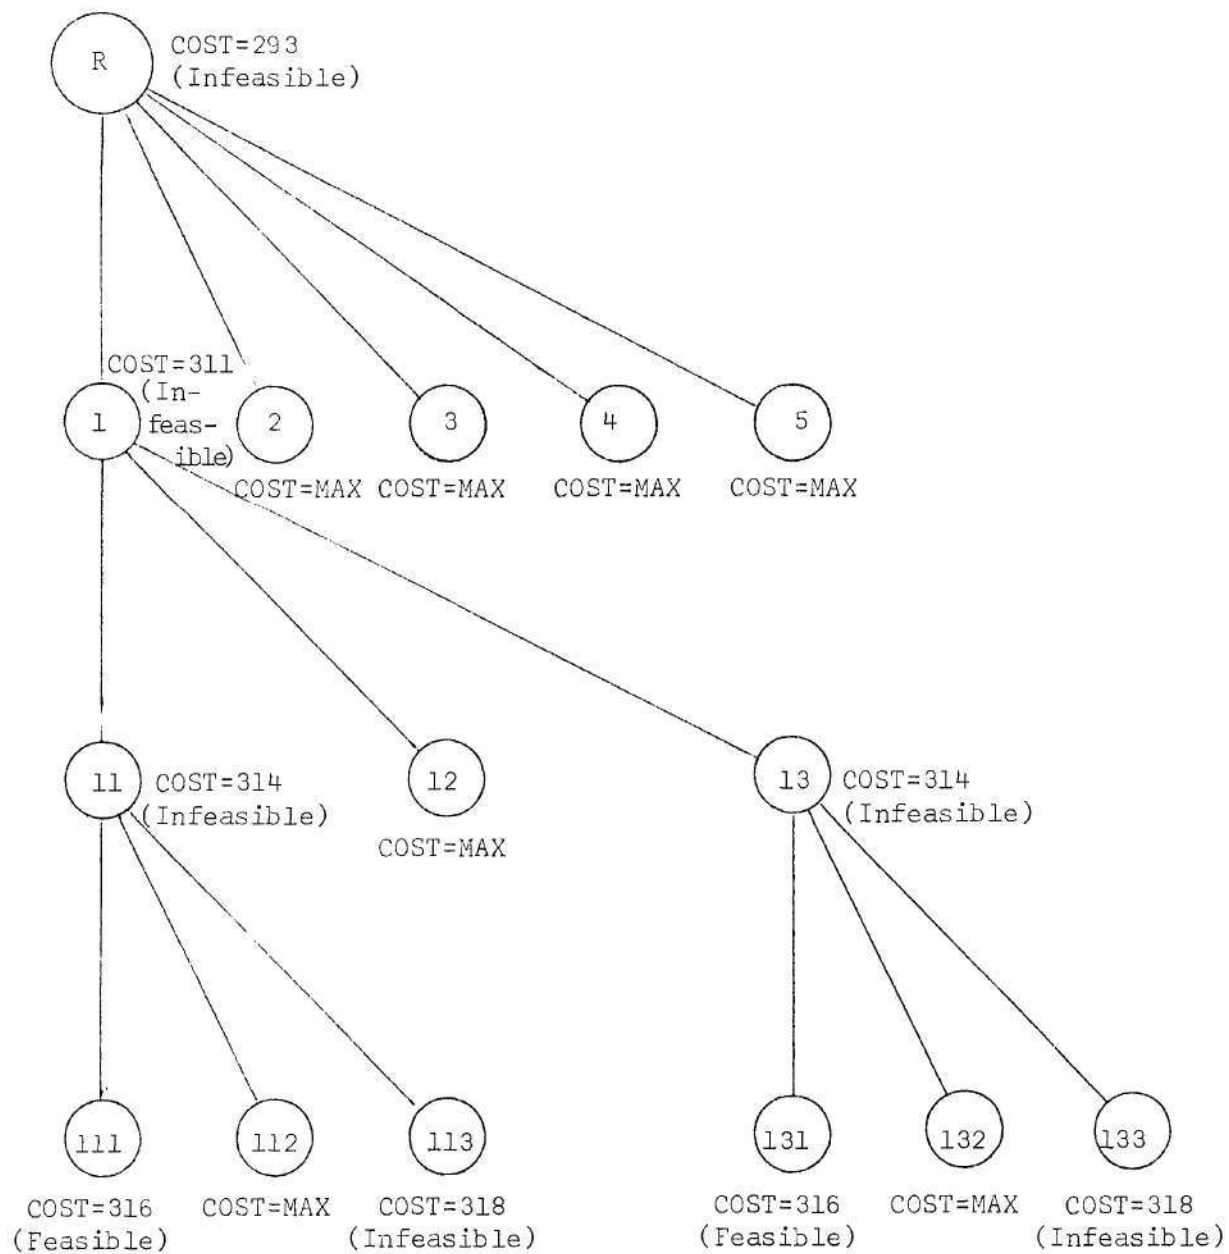 R
COST=293
(Infeasible)
COST=311
(In-
feas-
ible)
1
2
3
4
5
COST=MAX
COST=MAX
COST=MAX
COST=MAX
11
COST=314
(Infeasible)
12
COST=MAX
13
COST=314
(Infeasible)
111
112
113
131
132
133
COST=316
(Feasible)
COST=MAX
COST=318
(Infeasible)
COST=316
(Feasible)
COST=MAX
COST=318
(Infeasible)